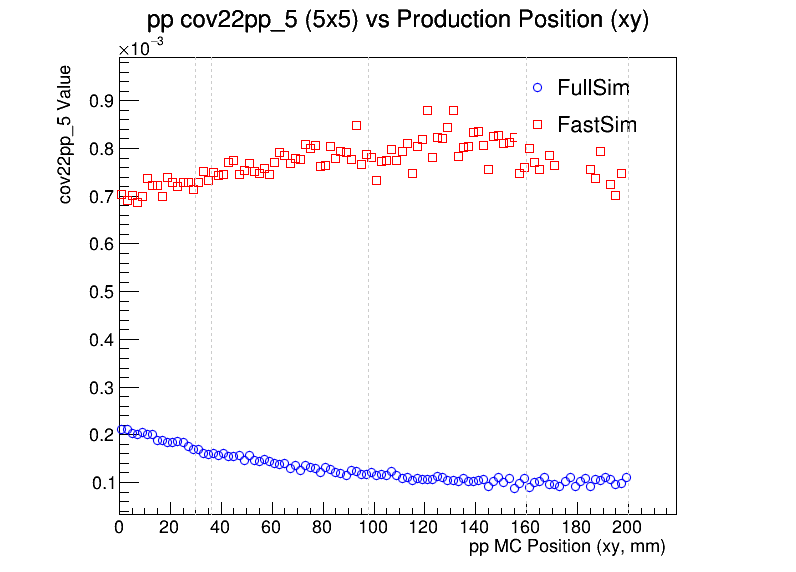 pp cov22pp_5 (5x5) vs Production Position (xy)
×10⁻³
cov22pp_5 Value
FullSim
FastSim
0.9
0.8
0.7
0.6
0.5
0.4
0.3
0.2
0.1
0 20 40 60 80 100 120 140 160 180 200
pp MC Position (xy, mm)